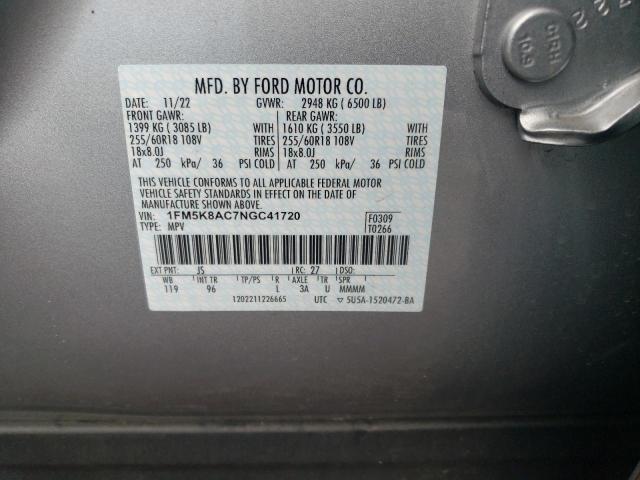 MFD. BY FORD MOTOR CO.
DATE: 11/22 GVWR: 2948 KG ( 6500 LB)
FRONT GAWR: REAR GAWR:
1399 KG ( 3085 LB) WITH 1610 KG ( 3550 LB) WITH
255/60R18 108V TIRES 255/60R18 108V TIRES
18x8.0J RIMS 18x8.0J RIMS
AT 250 kPa/ 36 PSI COLD AT 250 kPa/ 36 PSI COLD
THIS VEHICLE CONFORMS TO ALL APPLICABLE FEDERAL MOTOR
VEHICLE SAFETY STANDARDS IN EFFECT ON THE DATE OF
MANUFACTURE SHOWN ABOVE.
VIN: 1FM5K8AC7NGC41720 F0309
TYPE: MPV T0266
EXT PNT: JS RC: 27 DSO:
WB INT TR TP/PS R AXLE TR SPR
119 96 L 3A U MMMM
1202211226665 UTC ▽ 5U5A-1520472-BA
10.9